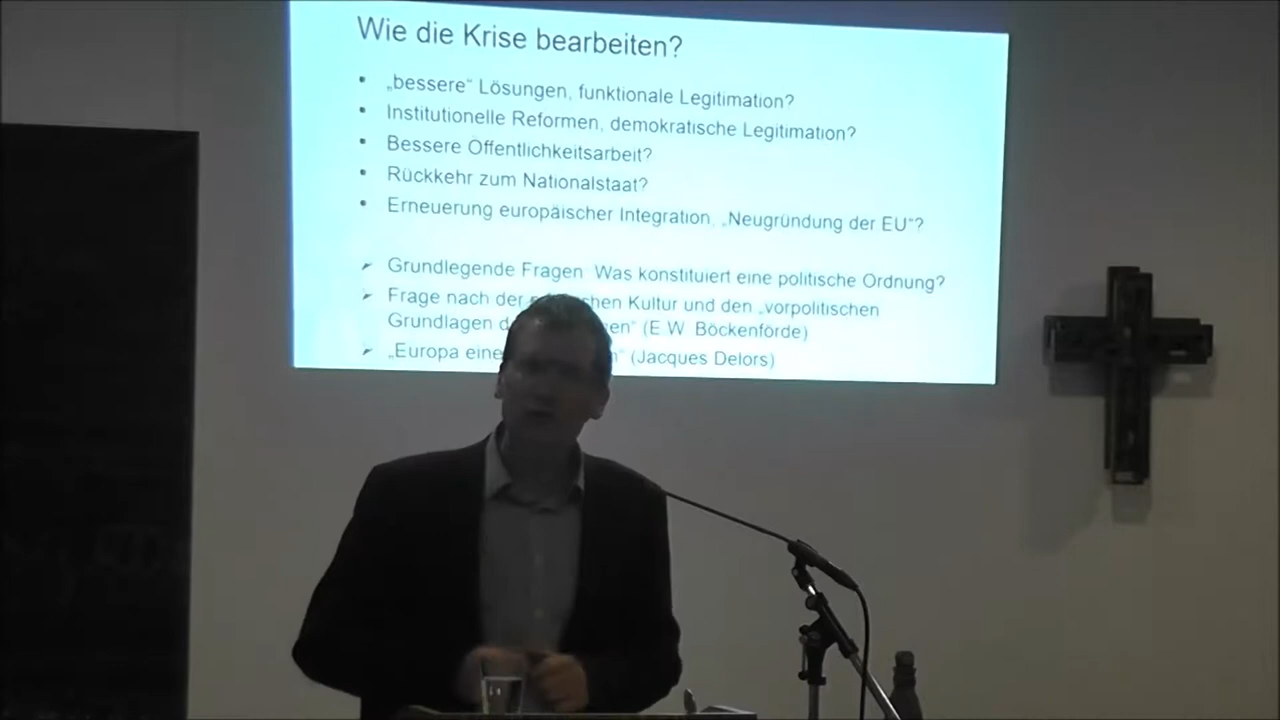 Wie die Krise bearbeiten?
• „bessere“ Lösungen, funktionale Legitimation?
• Institutionelle Reformen, demokratische Legitimation?
• Bessere Öffentlichkeitsarbeit?
• Rückkehr zum Nationalstaat?
• Erneuerung europäischer Integration, „Neugründung der EU“?
➢ Grundlegende Fragen Was konstituiert eine politische Ordnung?
➢ Frage nach der Kultur und den „vorpolitischen
Grundlagen (E.W. Böckenförde)
➢ „Europa eine (Jacques Delors)